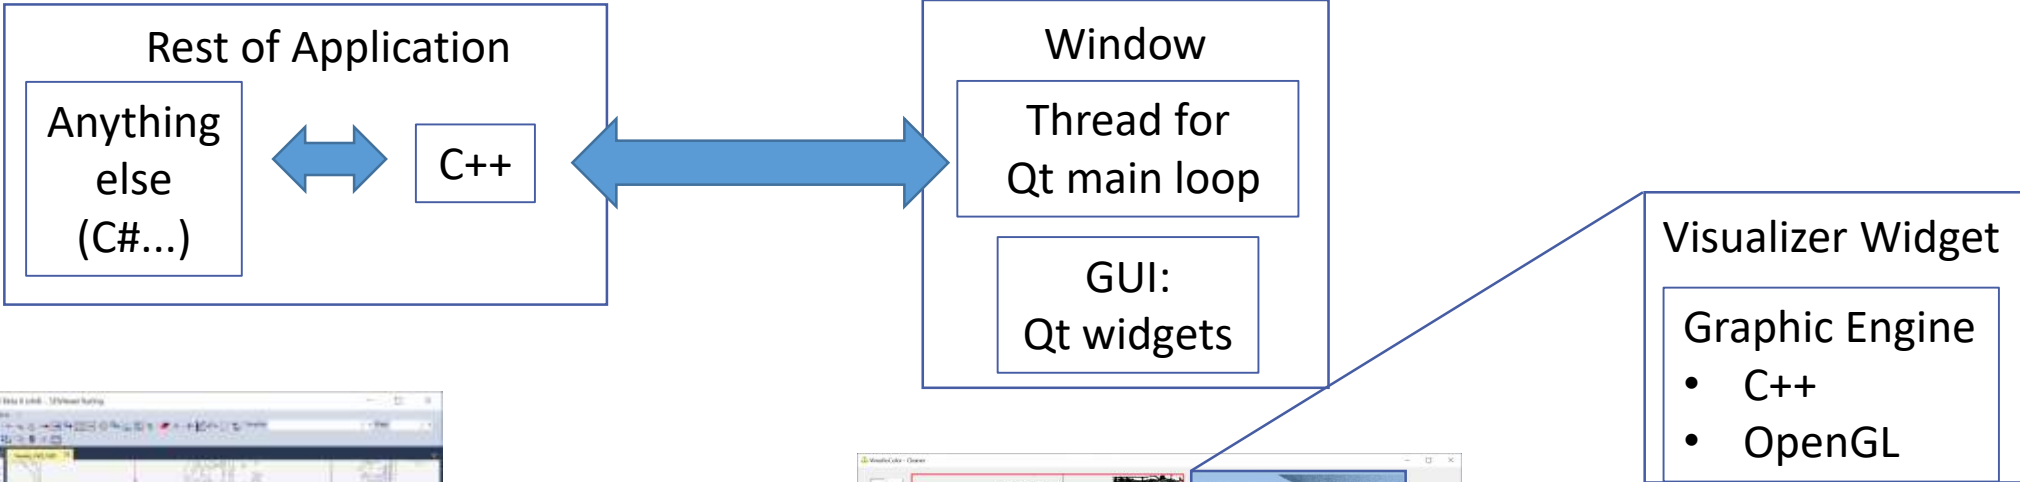 Rest of Application
Anything
else
(C#...)
C++
Window
Thread for
Qt main loop
GUI:
Qt widgets
Visualizer Widget
Graphic Engine
• C++
• OpenGL